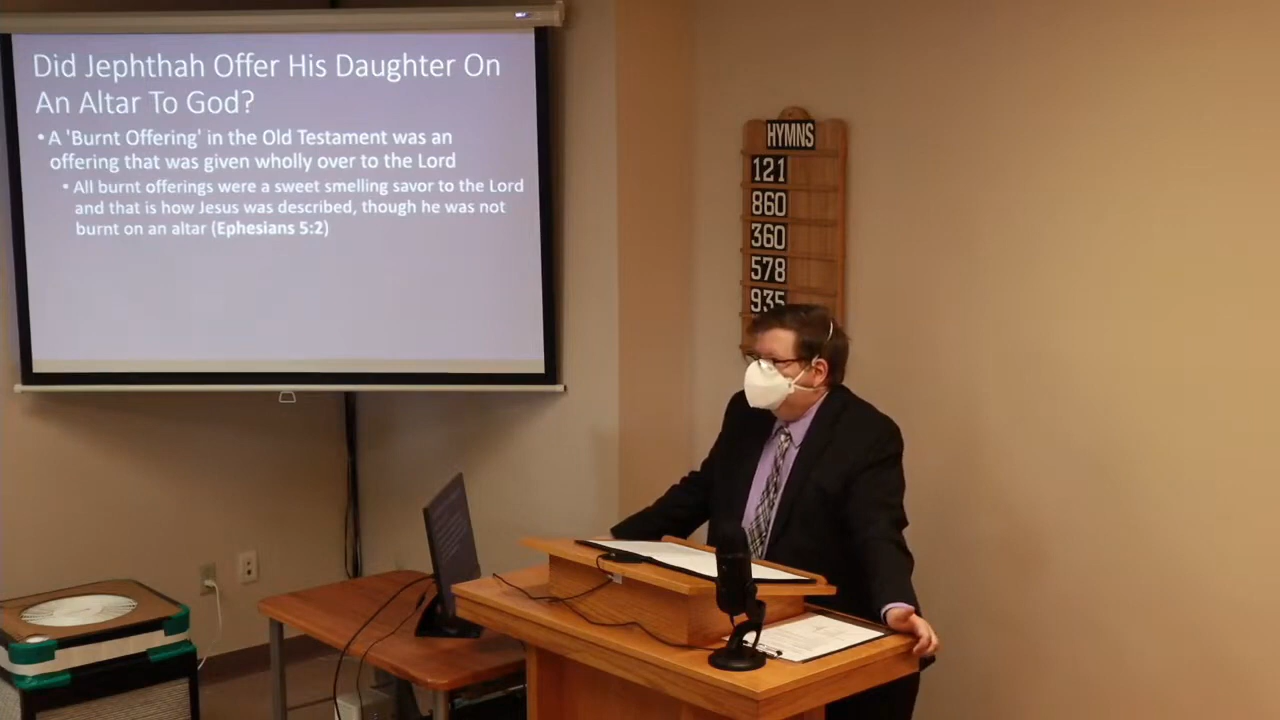 Did Jephthah Offer His Daughter On
An Altar To God?
• A 'Burnt Offering' in the Old Testament was an
offering that was given wholly over to the Lord
• All burnt offerings were a sweet smelling savor to the Lord
and that is how Jesus was described, though he was not
burnt on an altar (Ephesians 5:2)
HYMNS
121
860
360
578
935